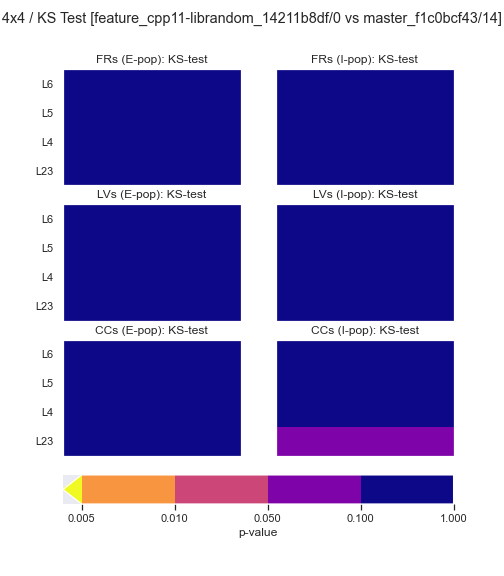 4x4 / KS Test [feature_cpp11-librandom_14211b8df/0 vs master_f1c0bcf43/14]
FRs (E-pop): KS-test
FRs (I-pop): KS-test
L6
L5
L4
L23
LVs (E-pop): KS-test
LVs (I-pop): KS-test
L6
L5
L4
L23
CCs (E-pop): KS-test
CCs (I-pop): KS-test
L6
L5
L4
L23
0.005 0.010 0.050 0.100 1.000
p-value